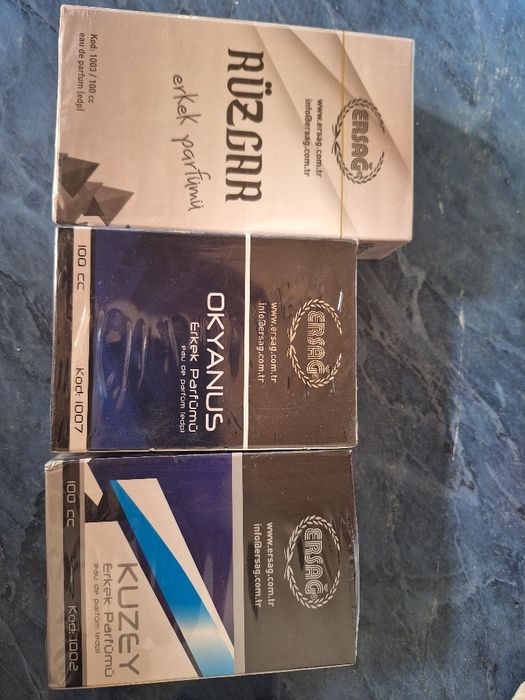 ERSAĞ
www.ersag.com.tr
info@ersag.com.tr
RÜZGAR
erkek parfümü
Kod: 1003 / 100 cc
eau de parfum (edp)
ERSAĞ
www.ersag.com.tr
info@ersag.com.tr
OKYANUS
Erkek Parfümü
eau de parfüm (edp)
100 cc
Kod: 1007
ERSAĞ
www.ersag.com.tr
info@ersag.com.tr
KUZEY
Erkek Parfümü
eau de parfüm (edp)
100 cc
Kod: 1002